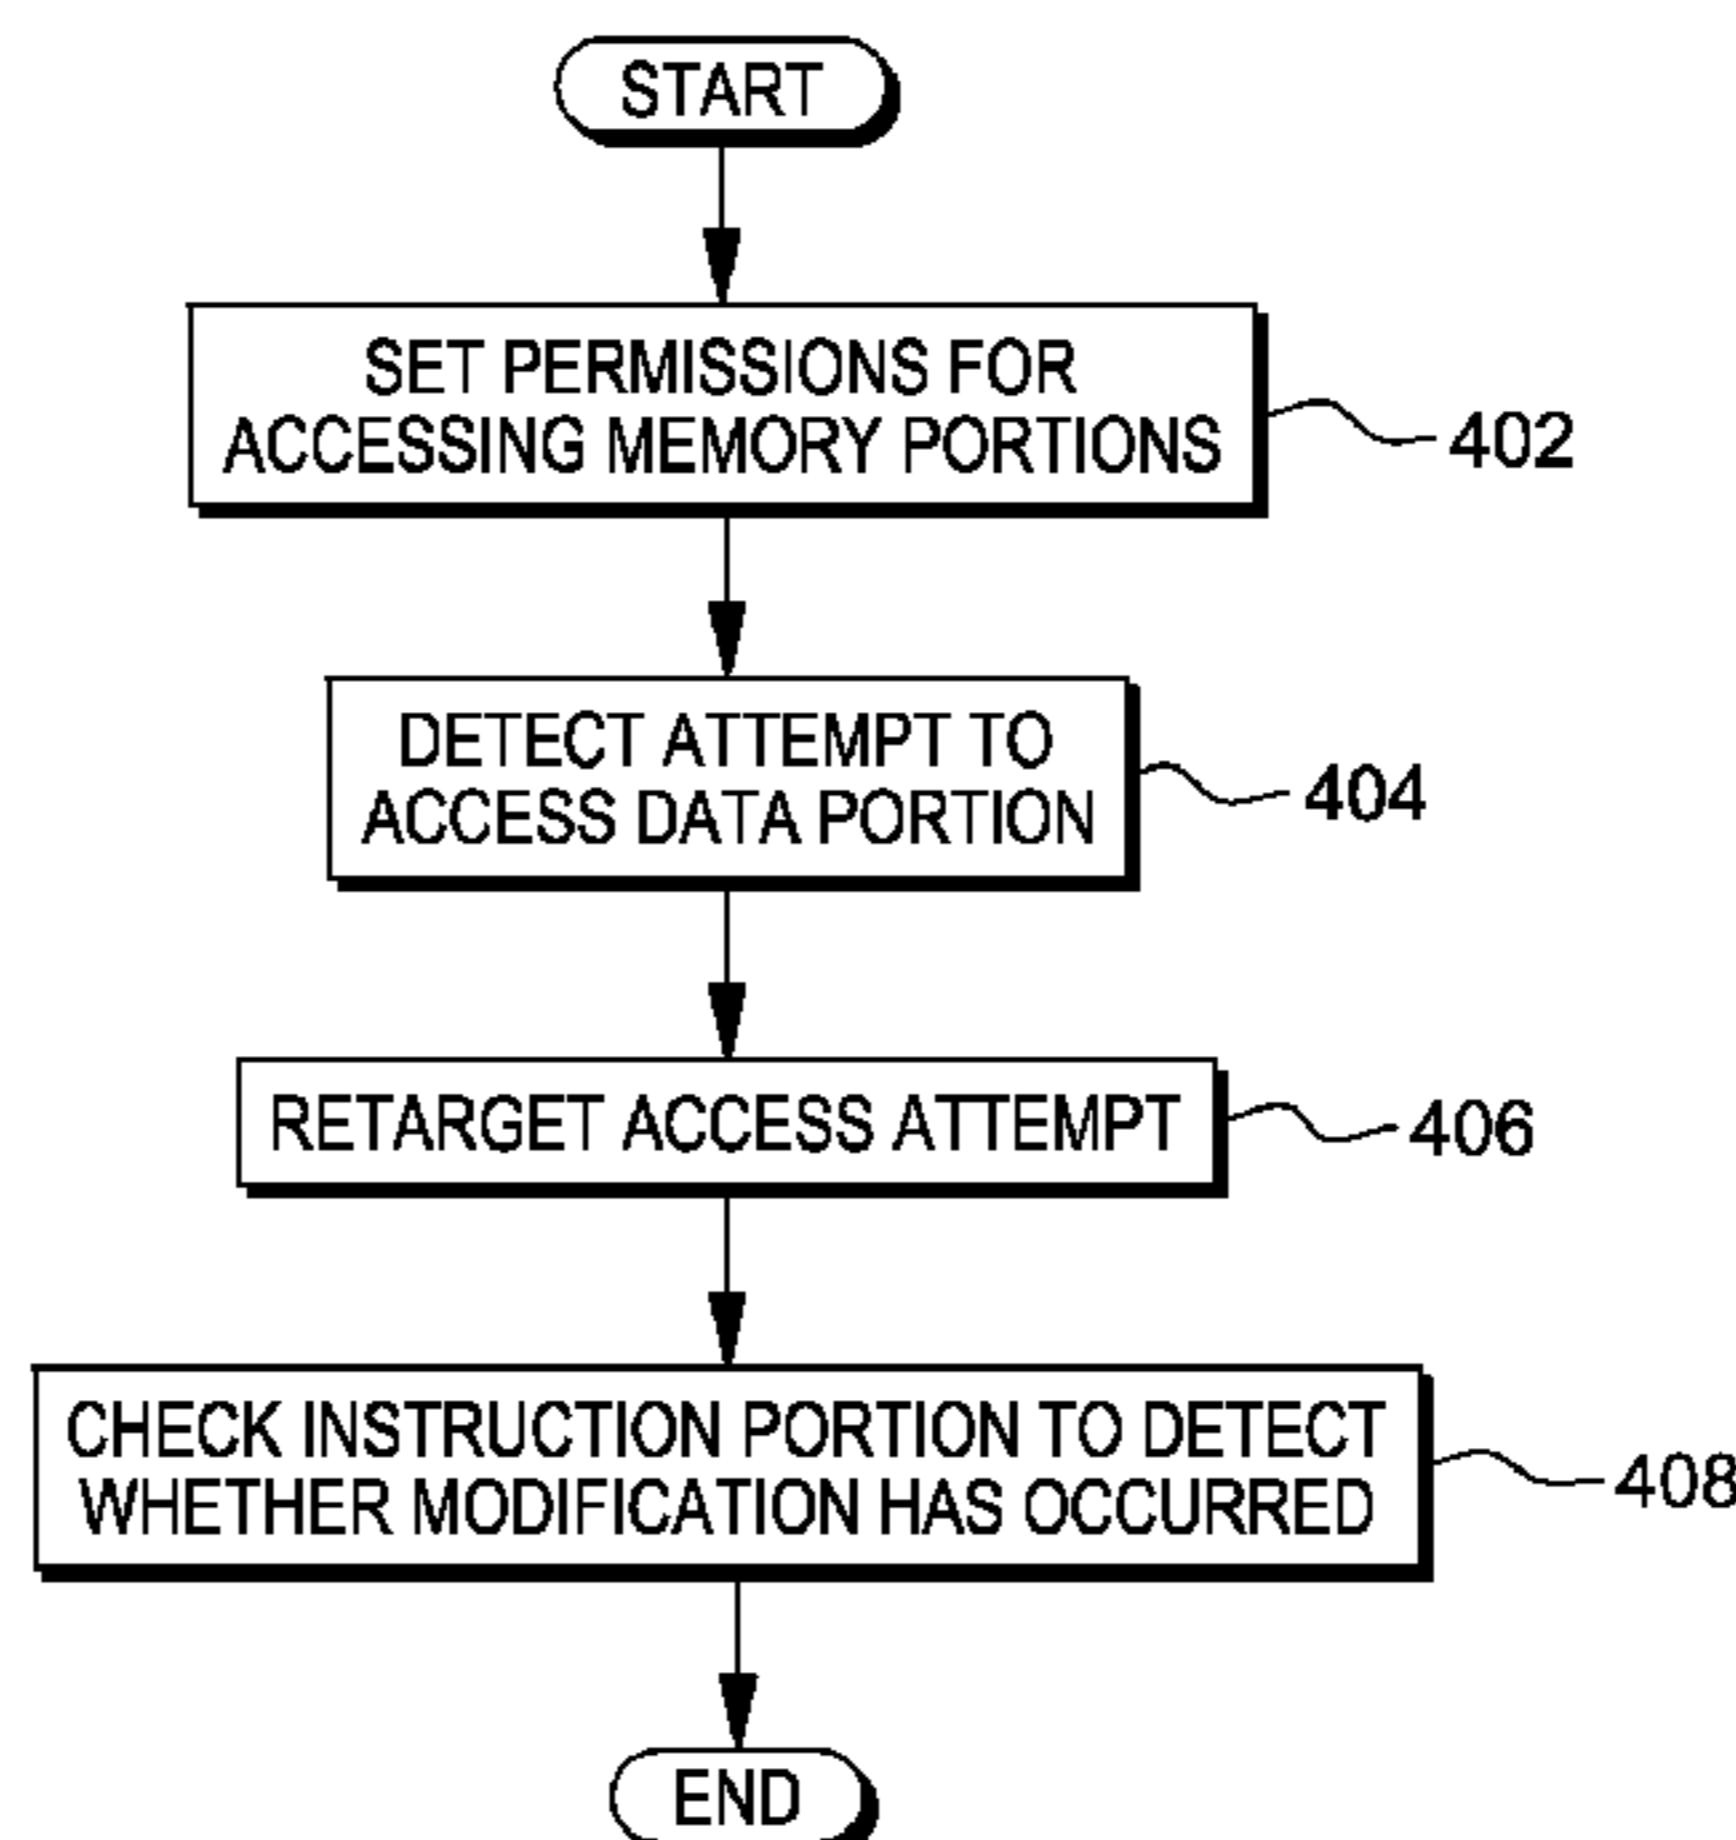 START
SET PERMISSIONS FOR
ACCESSING MEMORY PORTIONS
402
DETECT ATTEMPT TO
ACCESS DATA PORTION
404
RETARGET ACCESS ATTEMPT
406
CHECK INSTRUCTION PORTION TO DETECT
WHETHER MODIFICATION HAS OCCURRED
408
END